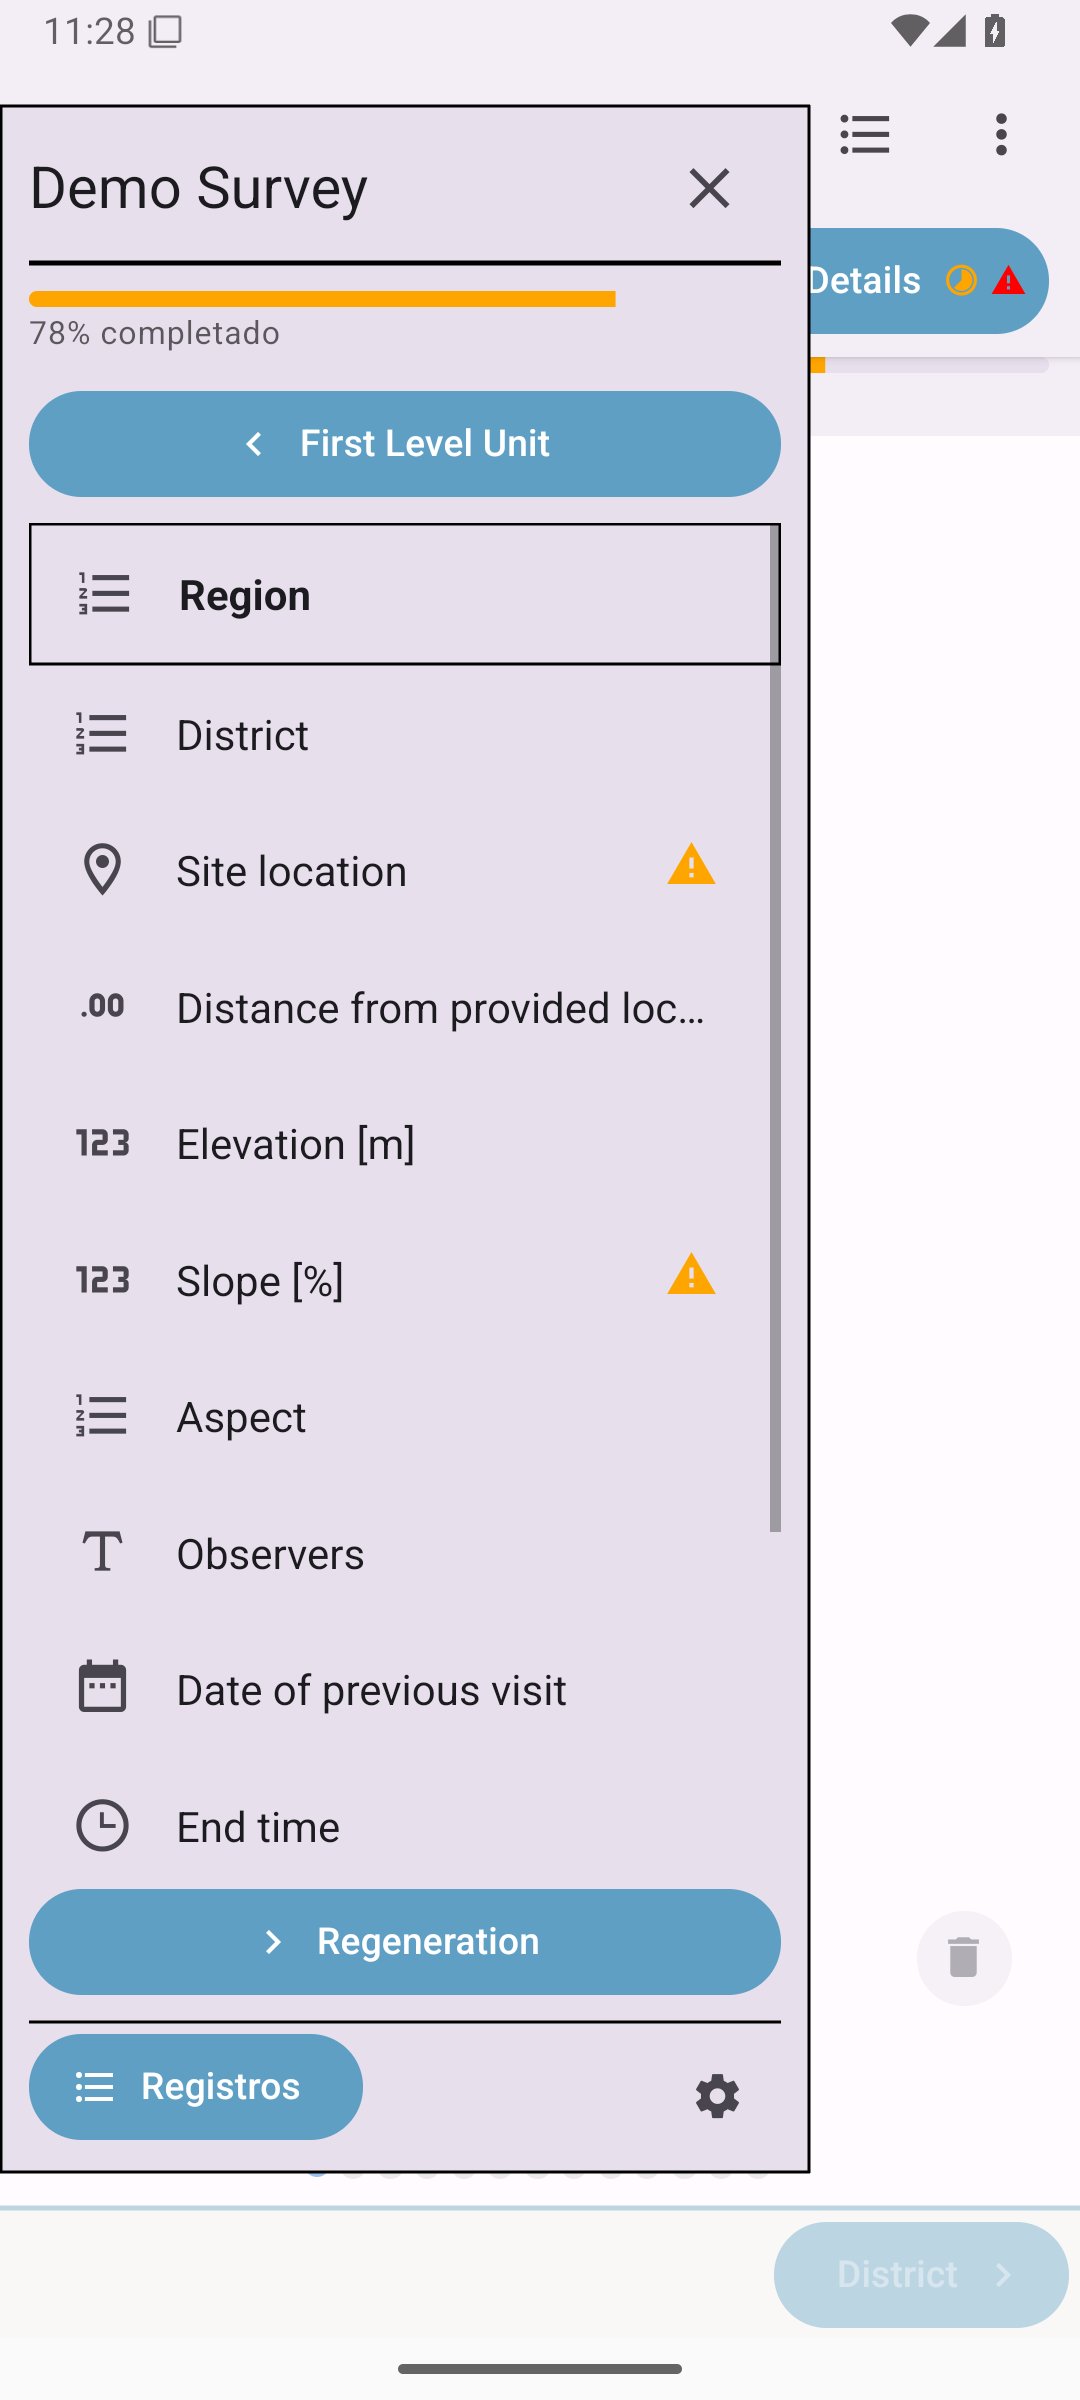 11:28
Demo Survey
Details
78% completado
First Level Unit
Region
District
Site location
.00 Distance from provided loc...
123 Elevation [m]
123 Slope [%]
Aspect
Observers
Date of previous visit
End time
Regeneration
Registros
District